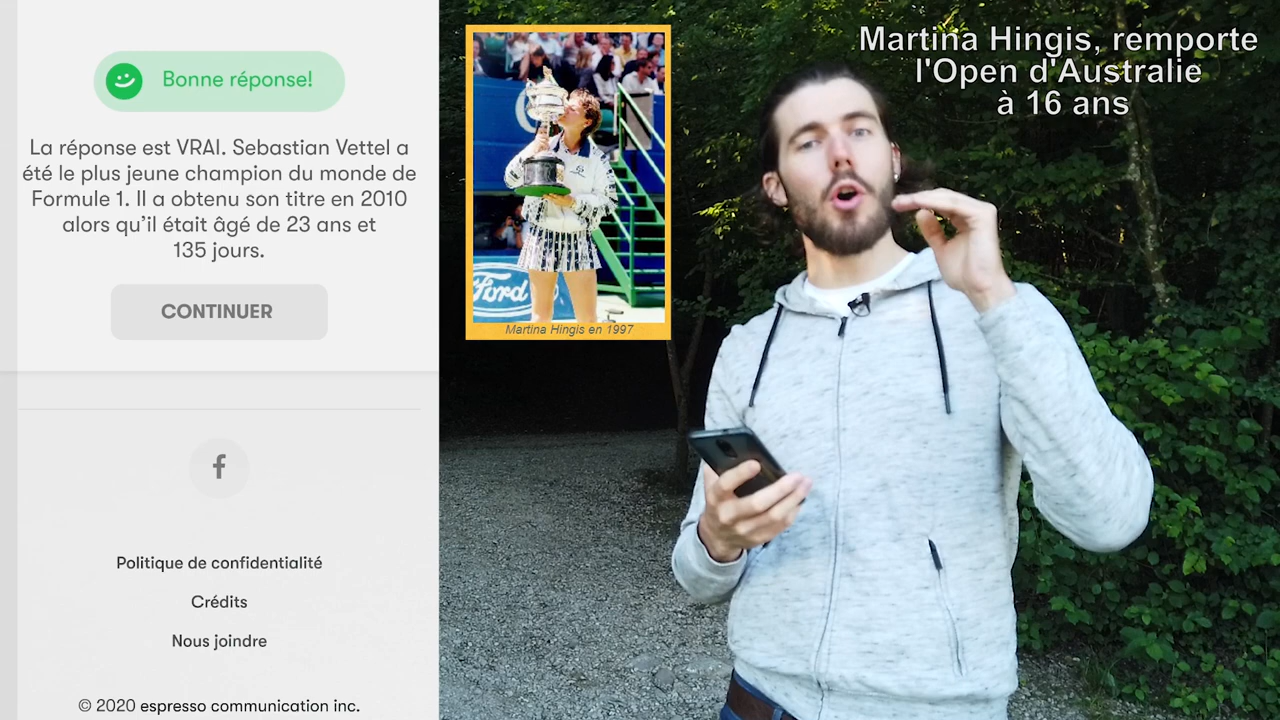 Bonne réponse!
La réponse est VRAI. Sebastian Vettel a
été le plus jeune champion du monde de
Formule 1. Il a obtenu son titre en 2010
alors qu’il était âgé de 23 ans et
135 jours.
CONTINUER
f
Politique de confidentialité
Crédits
Nous joindre
© 2020 espresso communication inc.
Ford
Martina Hingis en 1997
Martina Hingis, remporte
l'Open d'Australie
à 16 ans